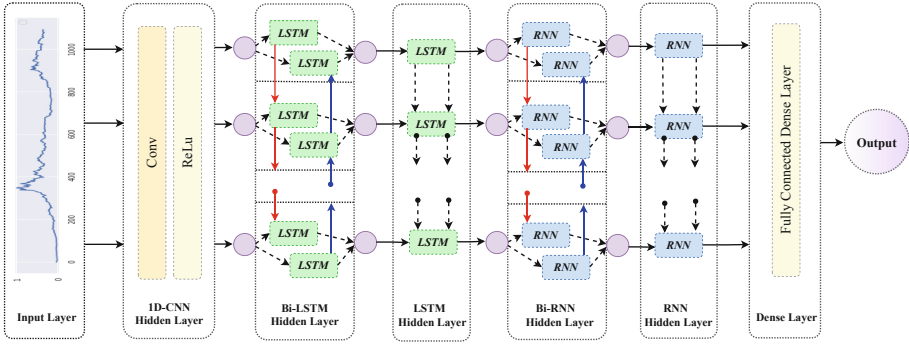 1
0
0
200
400
600
800
1000
Conv
ReLu
LSTM
LSTM
LSTM
LSTM
LSTM
LSTM
LSTM
LSTM
LSTM
RNN
RNN
RNN
RNN
RNN
RNN
RNN
RNN
RNN
Fully Connected Dense Layer
Output
Input Layer
1D-CNN
Hidden Layer
Bi-LSTM
Hidden Layer
LSTM
Hidden Layer
Bi-RNN
Hidden Layer
RNN
Hidden Layer
Dense Layer